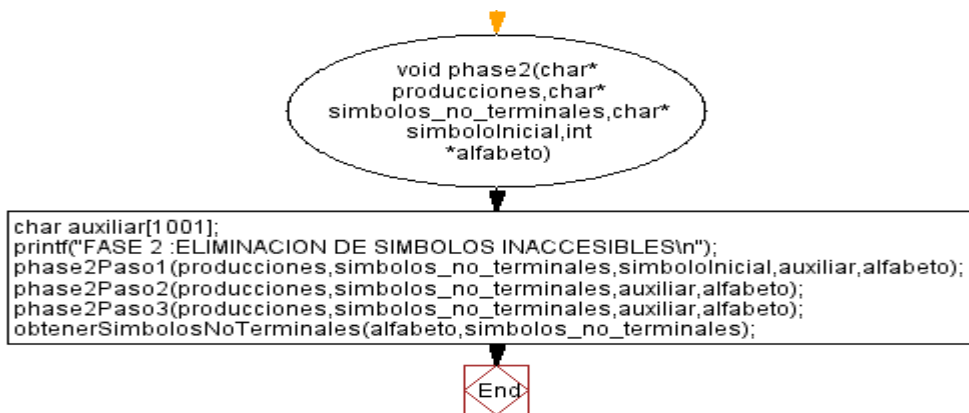 void phase2(char*
producciones,char*
simbolos_no_terminales,char*
simboloInicial,int
*alfabeto)
char auxiliar[1001];
printf("FASE 2 :ELIMINACION DE SIMBOLOS INACCESIBLES\n");
phase2Paso1(producciones,simbolos_no_terminales,simboloInicial,auxiliar,alfabeto);
phase2Paso2(producciones,simbolos_no_terminales,auxiliar,alfabeto);
phase2Paso3(producciones,simbolos_no_terminales,auxiliar,alfabeto);
obtenerSimbolosNoTerminales(alfabeto,simbolos_no_terminales);
End